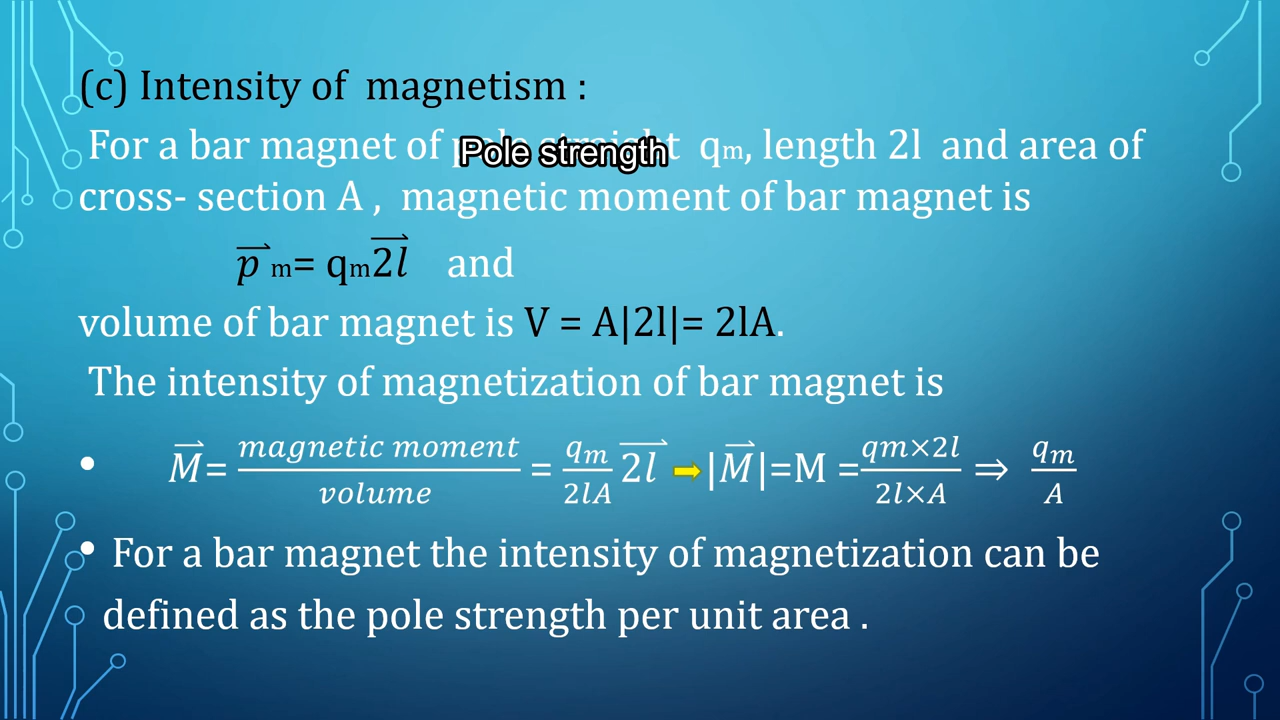 (c) Intensity of magnetism :
For a bar magnet of pole straight qm, length 2l and area of
Pole strength
cross- section A , magnetic moment of bar magnet is
p⃗ m= qm2l⃗ and
volume of bar magnet is V = A|2l|= 2lA.
The intensity of magnetization of bar magnet is
• M⃗= magnetic moment/volume = qm/2lA 2l⃗ ➡ |M⃗|=M = qm×2l/2l×A ⇒ qm/A
• For a bar magnet the intensity of magnetization can be
defined as the pole strength per unit area .